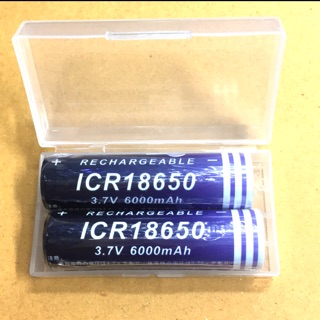 + RECHARGEABLE −
ICR18650
3.7V 6000mAh
+ RECHARGEABLE −
ICR18650
3.7V 6000mAh